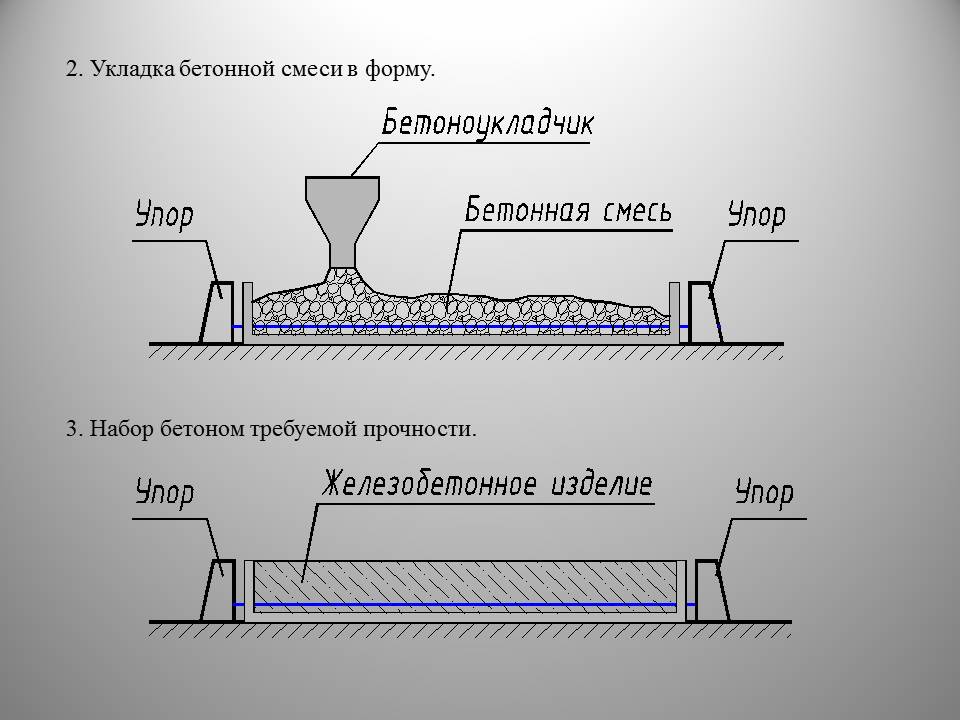 2. Укладка бетонной смеси в форму.
Бетоноукладчик
Упор
Бетонная смесь
Упор
3. Набор бетоном требуемой прочности.
Упор
Железобетонное изделие
Упор